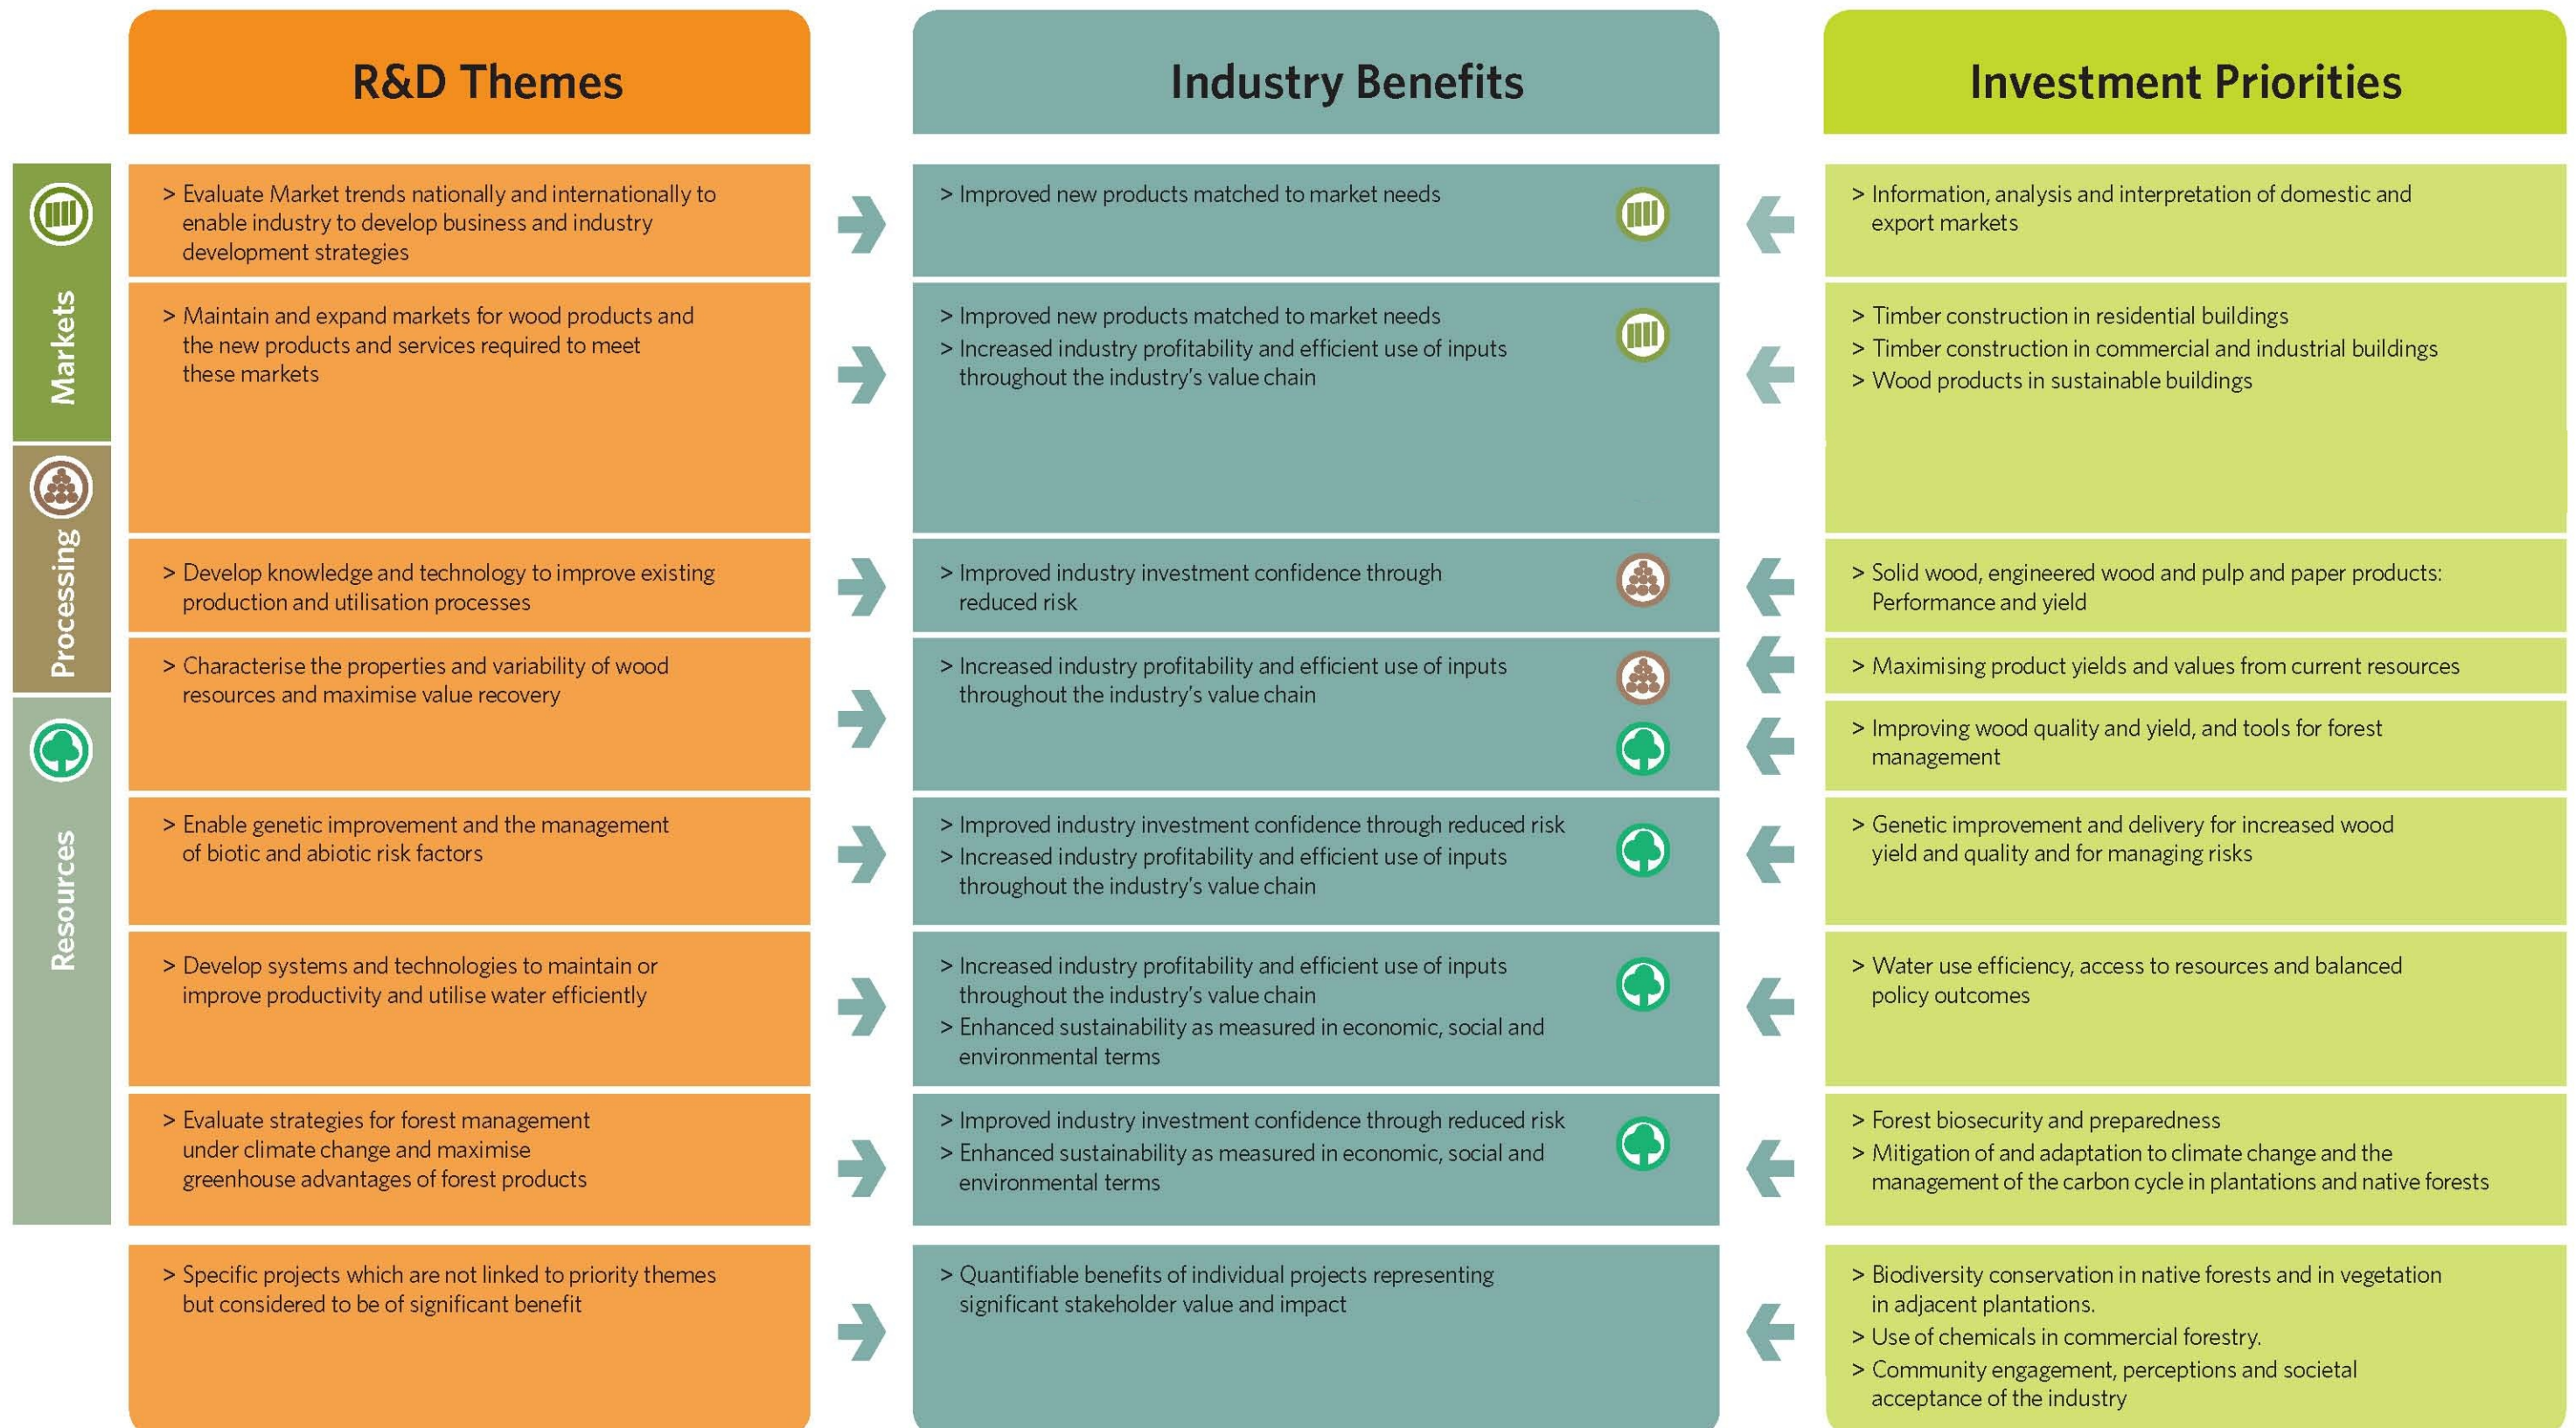 R&D Themes
Industry Benefits
Investment Priorities
Markets
> Evaluate Market trends nationally and internationally to
enable industry to develop business and industry
development strategies
> Improved new products matched to market needs
> Information, analysis and interpretation of domestic and
export markets
> Maintain and expand markets for wood products and
the new products and services required to meet
these markets
> Improved new products matched to market needs
> Increased industry profitability and efficient use of inputs
throughout the industry's value chain
> Timber construction in residential buildings
> Timber construction in commercial and industrial buildings
> Wood products in sustainable buildings
Processing
> Develop knowledge and technology to improve existing
production and utilisation processes
> Improved industry investment confidence through
reduced risk
> Solid wood, engineered wood and pulp and paper products:
Performance and yield
> Characterise the properties and variability of wood
resources and maximise value recovery
> Increased industry profitability and efficient use of inputs
throughout the industry's value chain
> Maximising product yields and values from current resources
> Improving wood quality and yield, and tools for forest
management
Resources
> Enable genetic improvement and the management
of biotic and abiotic risk factors
> Improved industry investment confidence through reduced risk
> Increased industry profitability and efficient use of inputs
throughout the industry's value chain
> Genetic improvement and delivery for increased wood
yield and quality and for managing risks
> Develop systems and technologies to maintain or
improve productivity and utilise water efficiently
> Increased industry profitability and efficient use of inputs
throughout the industry's value chain
> Enhanced sustainability as measured in economic, social and
environmental terms
> Water use efficiency, access to resources and balanced
policy outcomes
> Evaluate strategies for forest management
under climate change and maximise
greenhouse advantages of forest products
> Improved industry investment confidence through reduced risk
> Enhanced sustainability as measured in economic, social and
environmental terms
> Forest biosecurity and preparedness
> Mitigation of and adaptation to climate change and the
management of the carbon cycle in plantations and native forests
> Specific projects which are not linked to priority themes
but considered to be of significant benefit
> Quantifiable benefits of individual projects representing
significant stakeholder value and impact
> Biodiversity conservation in native forests and in vegetation
in adjacent plantations.
> Use of chemicals in commercial forestry.
> Community engagement, perceptions and societal
acceptance of the industry